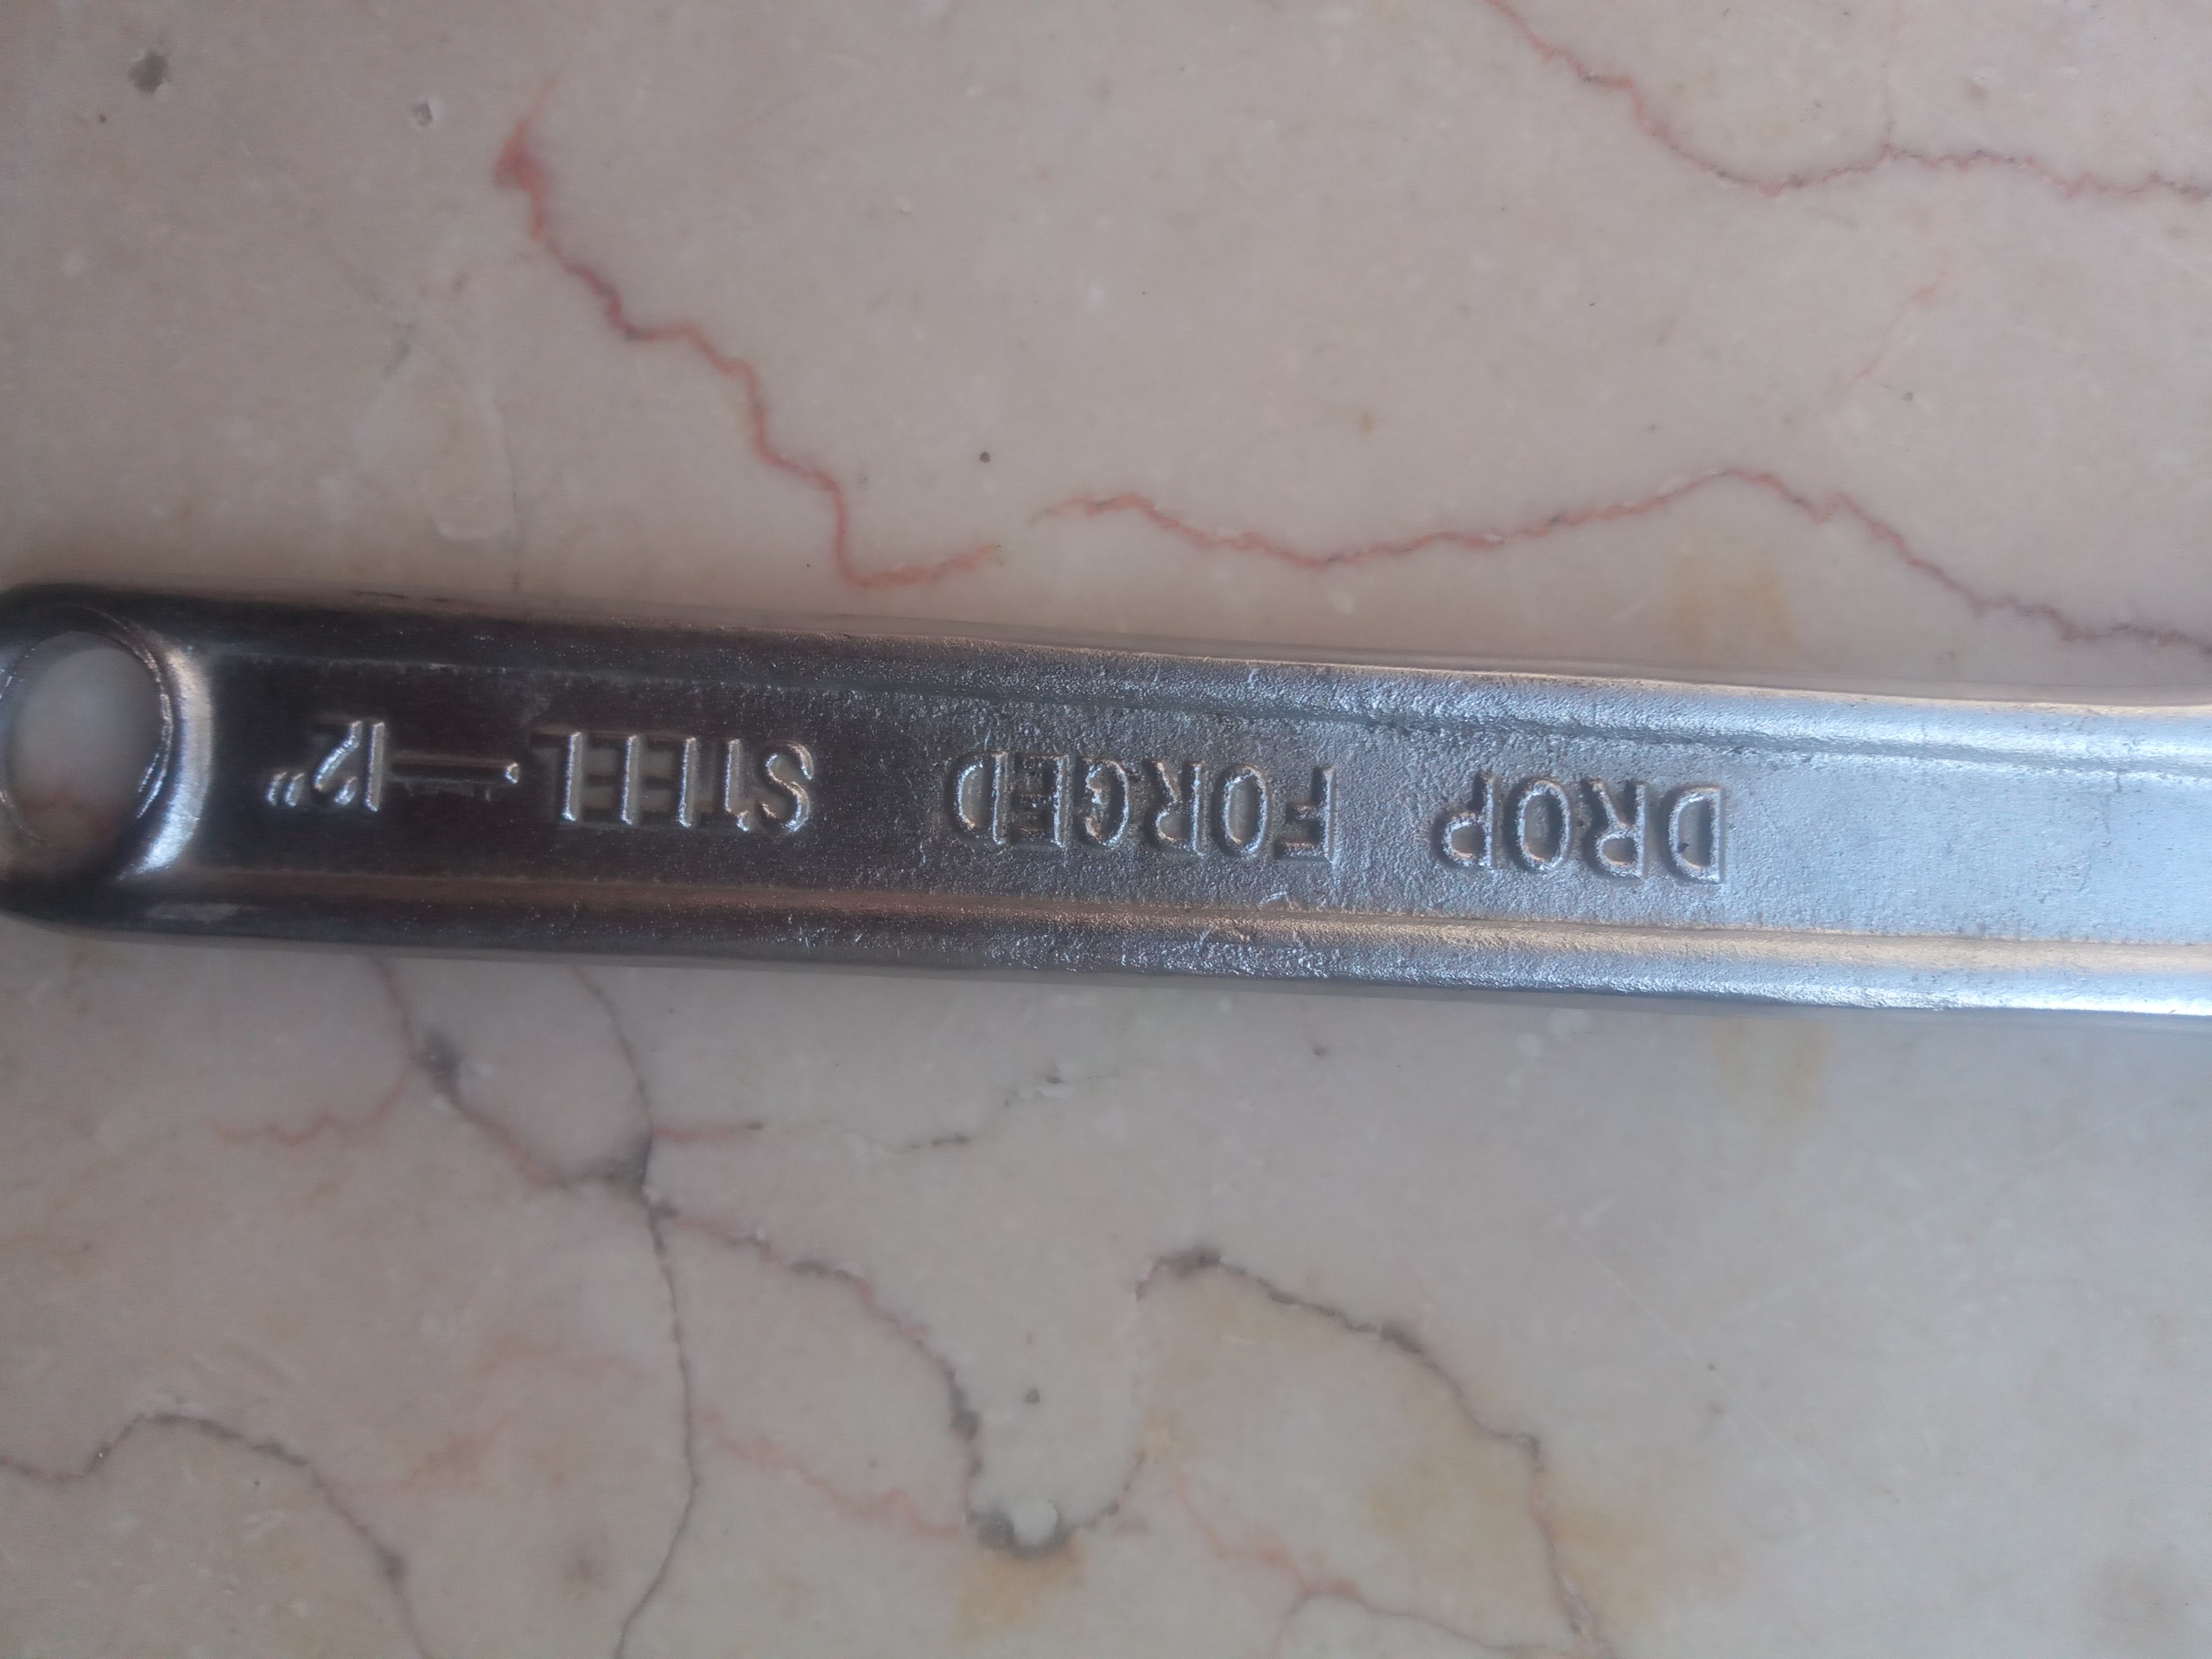 DROP FORGED STEEL — 12"